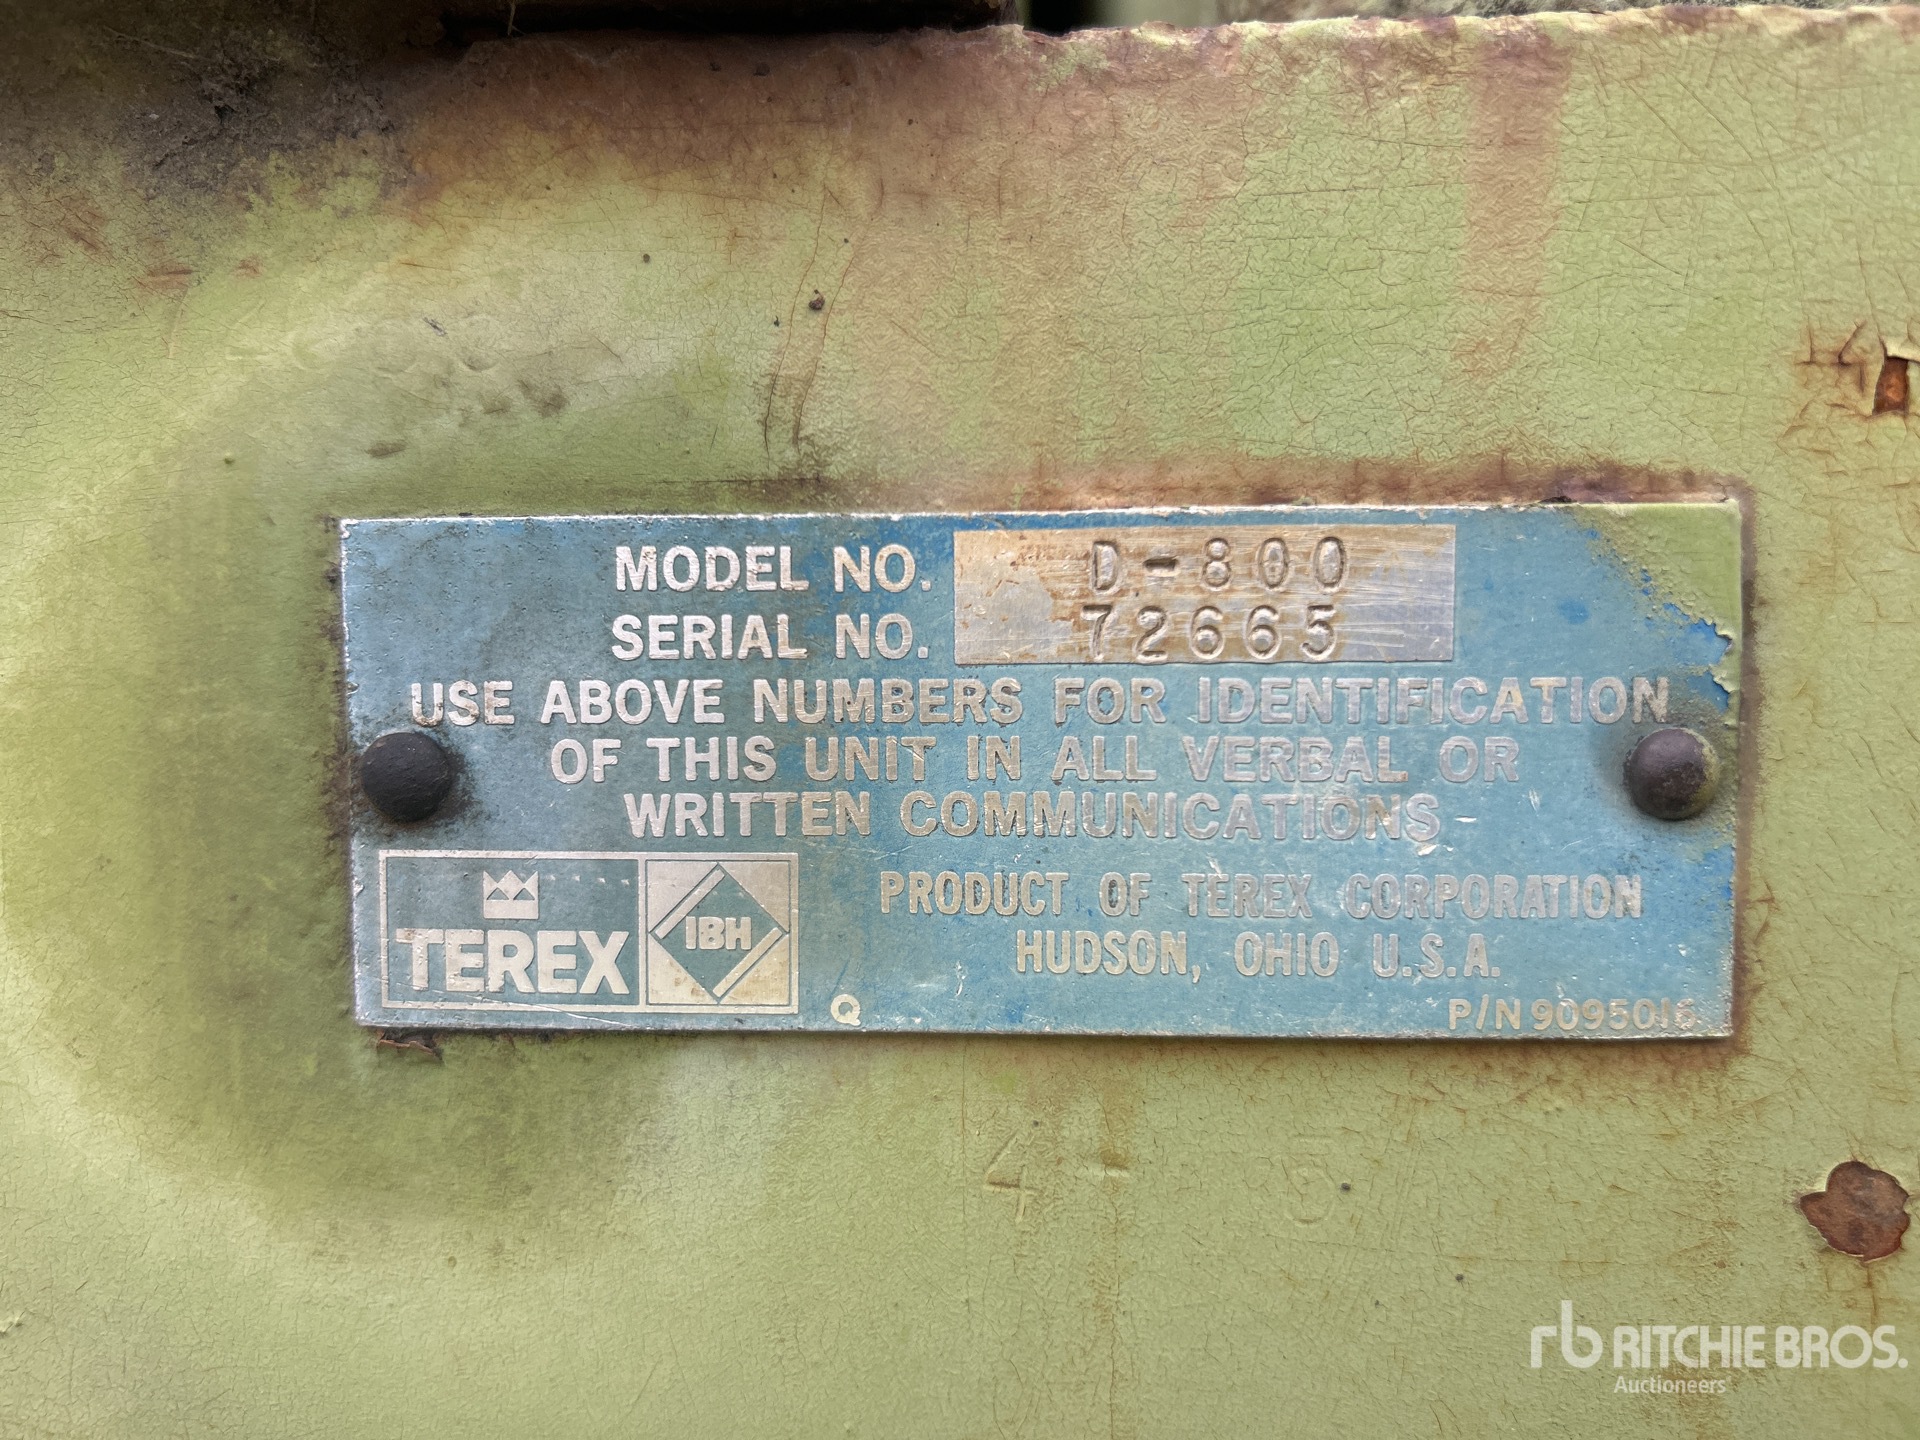 MODEL NO. D-800
SERIAL NO. 72665
USE ABOVE NUMBERS FOR IDENTIFICATION
OF THIS UNIT IN ALL VERBAL OR
WRITTEN COMMUNICATIONS
TEREX IBH
PRODUCT OF TEREX CORPORATION
HUDSON, OHIO U.S.A.
Q
P/N 9095016
rb RITCHIE BROS.
Auctioneers